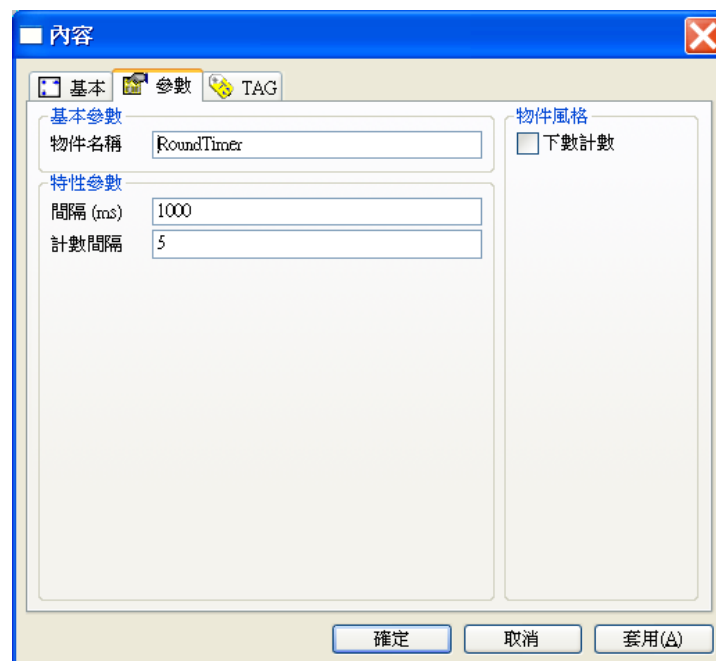 內容
基本 參數 TAG
基本參數
物件名稱 RoundTimer
特性參數
間隔 (ms) 1000
計數間隔 5
物件風格
下數計數
確定 取消 套用(A)